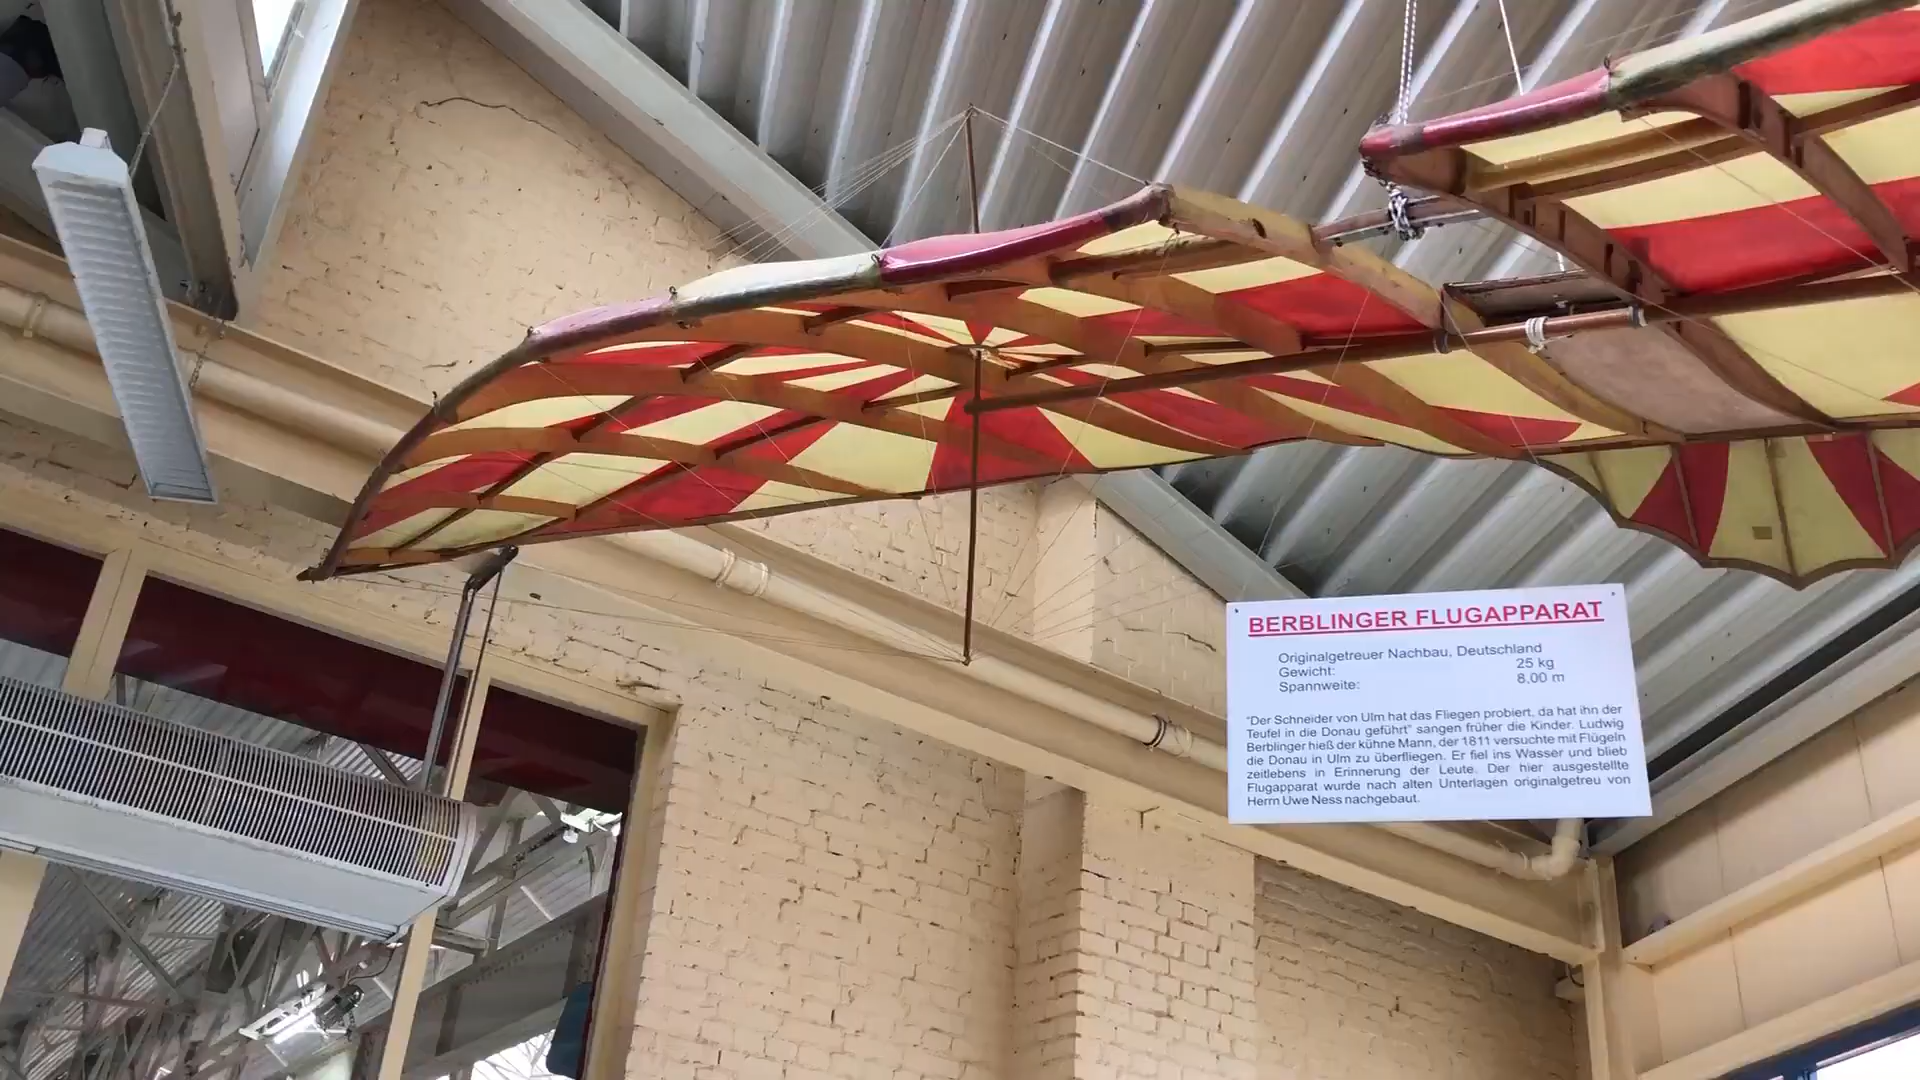 BERBLINGER FLUGAPPARAT
Originalgetreuer Nachbau, Deutschland
Gewicht: 25 kg
Spannweite: 8,00 m
"Der Schneider von Ulm hat das Fliegen probiert, da hat ihn der
Teufel in die Donau geführt" sangen früher die Kinder. Ludwig
Berblinger hieß der kühne Mann, der 1811 versuchte mit Flügeln
die Donau in Ulm zu überfliegen. Er fiel ins Wasser und blieb
zeitlebens in Erinnerung der Leute. Der hier ausgestellte
Flugapparat wurde nach alten Unterlagen originalgetreu von
Herrn Uwe Ness nachgebaut.